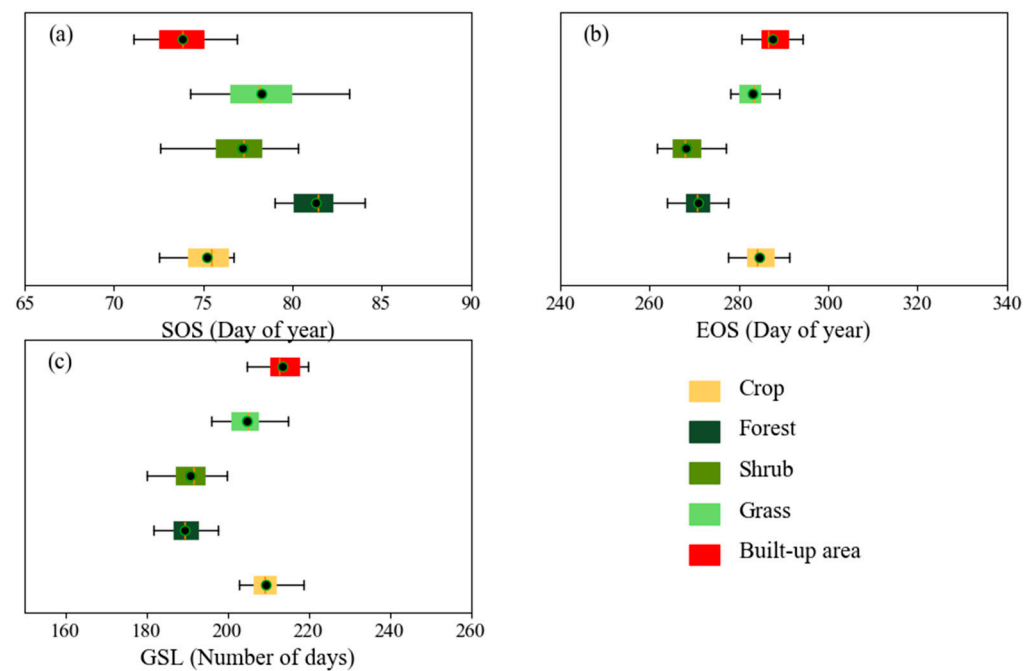 (a)
65 70 75 80 85 90
SOS (Day of year)
(b)
240 260 280 300 320 340
EOS (Day of year)
(c)
160 180 200 220 240 260
GSL (Number of days)
Crop
Forest
Shrub
Grass
Built-up area